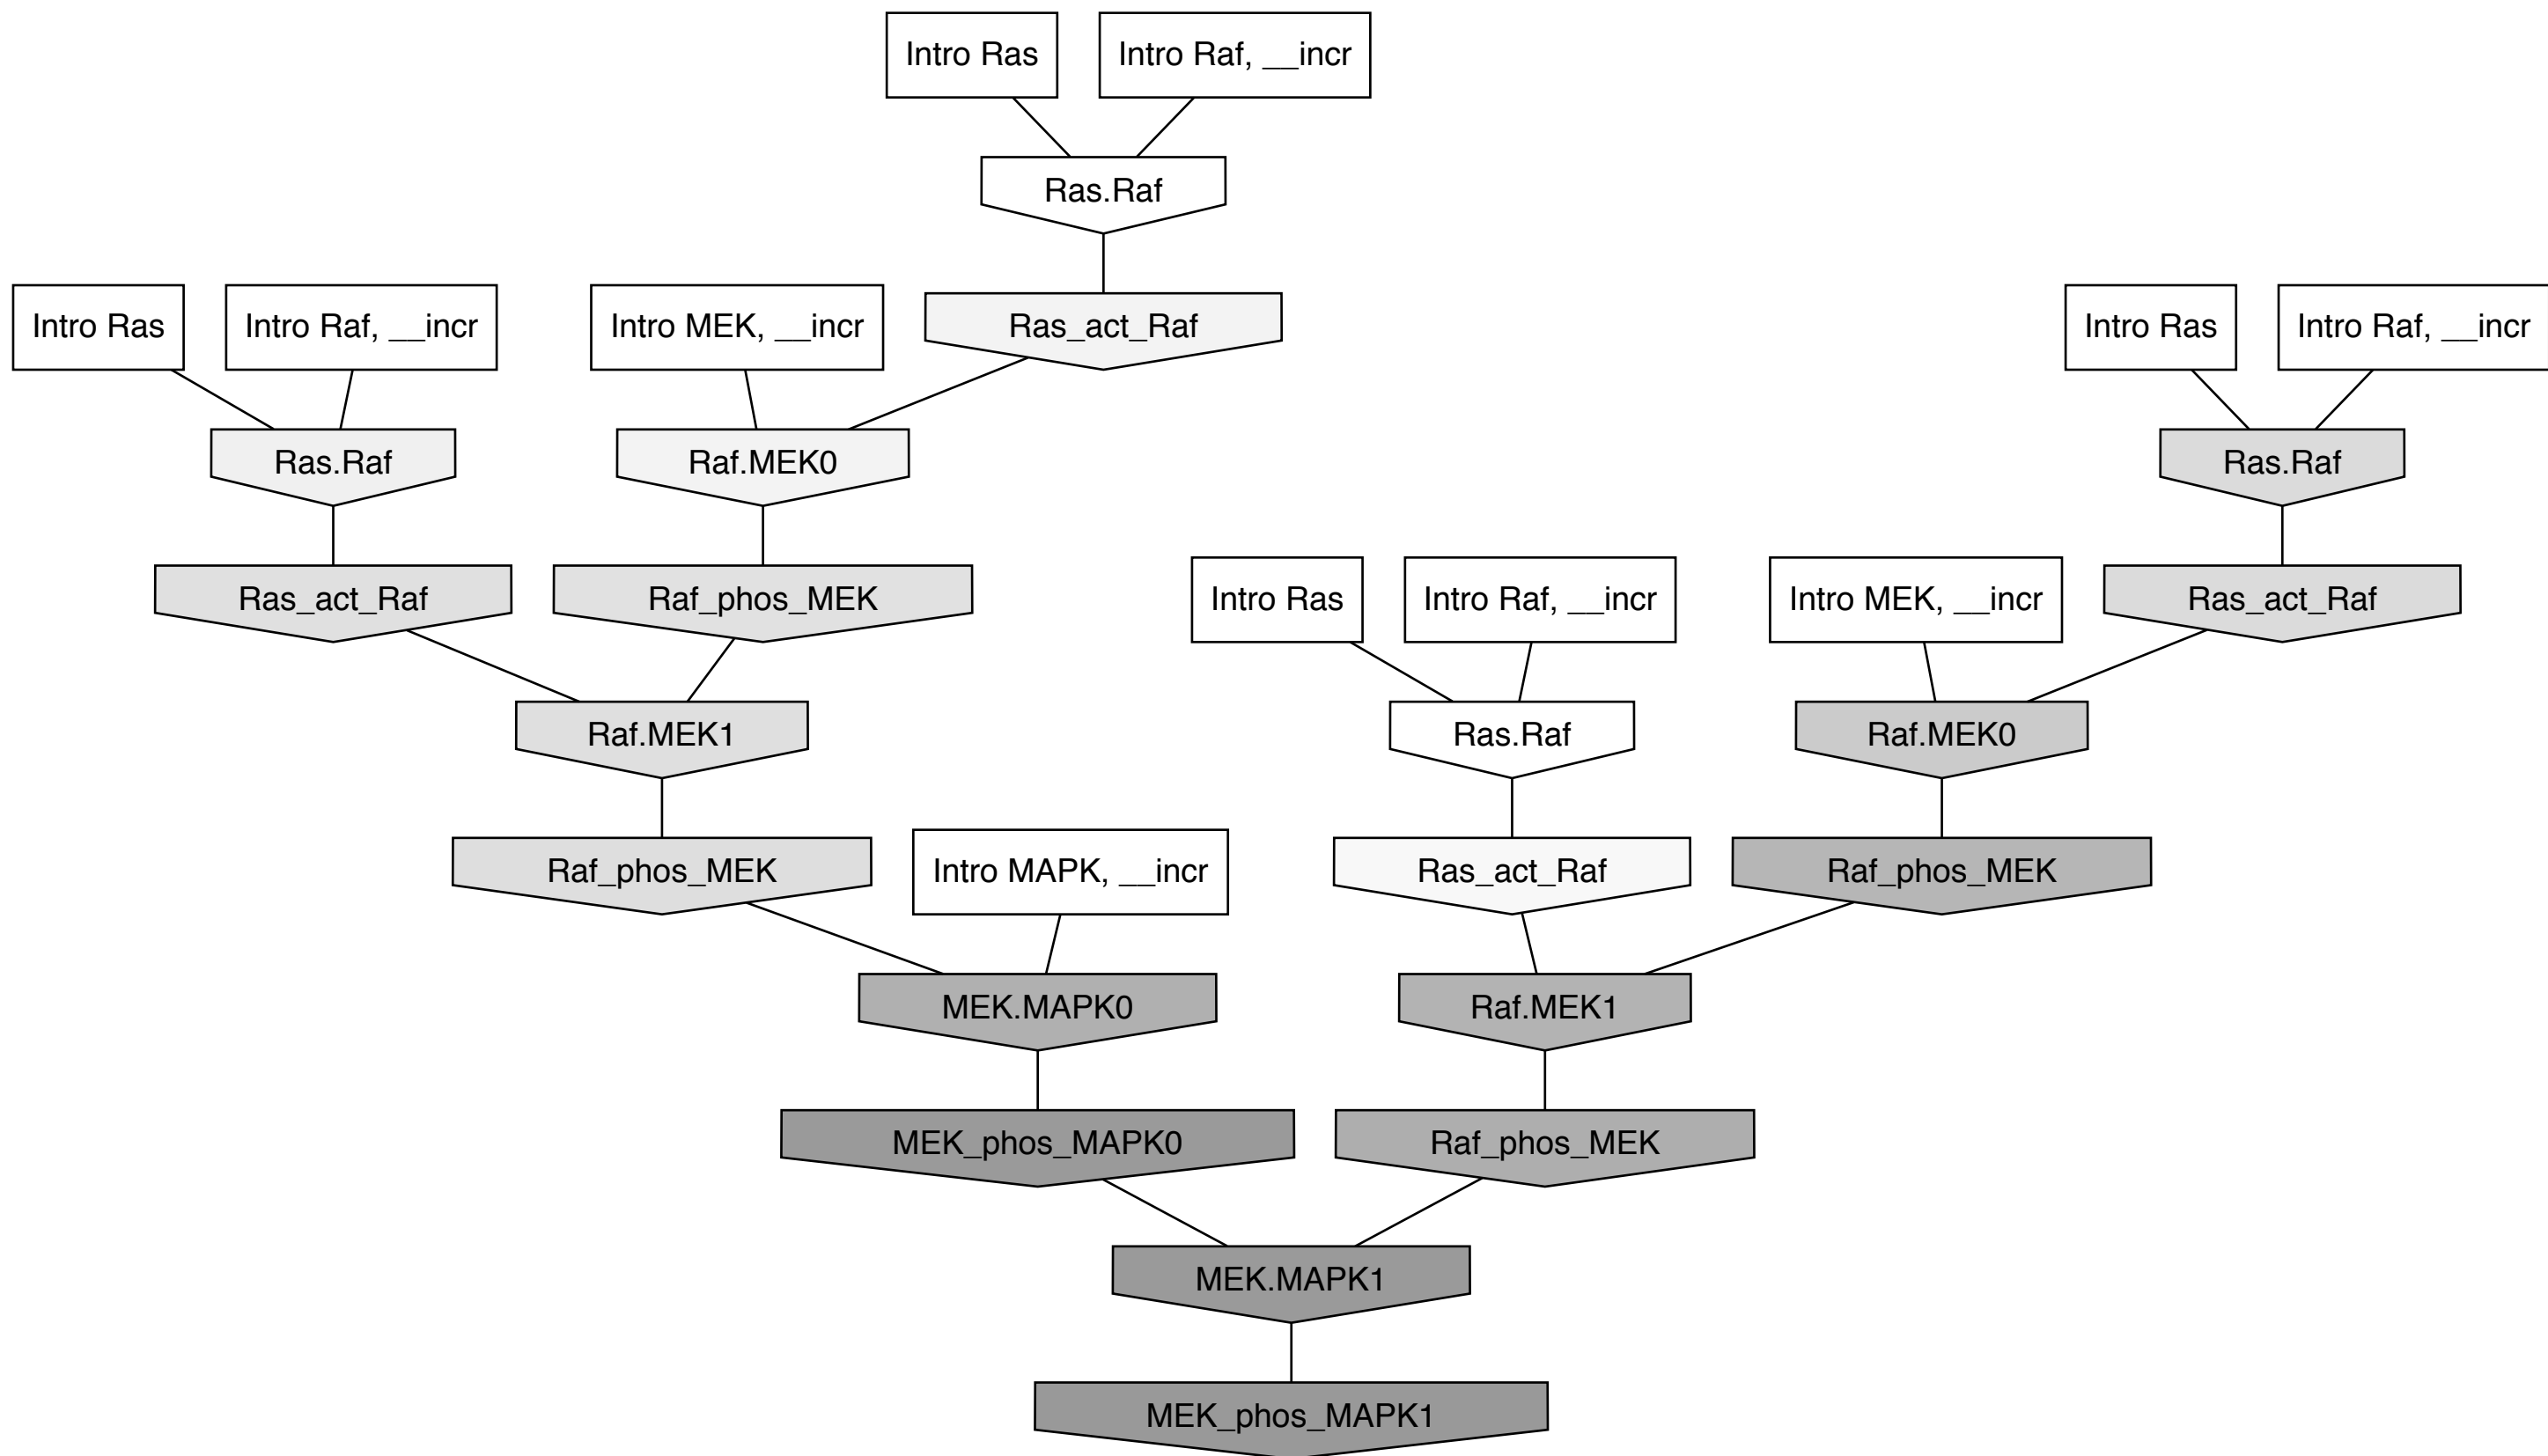 Intro Ras
Intro Raf, __incr
Ras.Raf
Intro Ras
Intro Raf, __incr
Intro MEK, __incr
Ras_act_Raf
Intro Ras
Intro Raf, __incr
Ras.Raf
Raf.MEK0
Ras.Raf
Ras_act_Raf
Raf_phos_MEK
Intro Ras
Intro Raf, __incr
Intro MEK, __incr
Ras_act_Raf
Raf.MEK1
Ras.Raf
Raf.MEK0
Raf_phos_MEK
Intro MAPK, __incr
Ras_act_Raf
Raf_phos_MEK
MEK.MAPK0
Raf.MEK1
MEK_phos_MAPK0
Raf_phos_MEK
MEK.MAPK1
MEK_phos_MAPK1